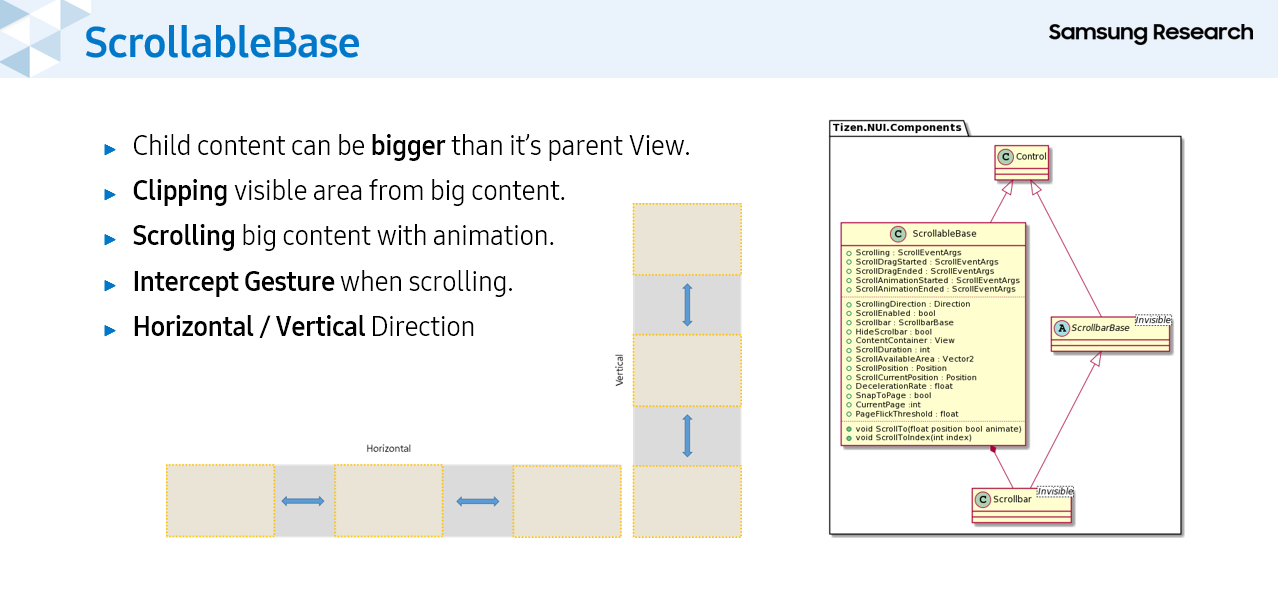 ScrollableBase
Samsung Research
Child content can be bigger than it's parent View.
Clipping visible area from big content.
Scrolling big content with animation.
Intercept Gesture when scrolling.
Horizontal / Vertical Direction
Vertical
Horizontal
Tizen.NUI.Components
C Control
C ScrollableBase
Scrolling : ScrollEventArgs
ScrollDragStarted : ScrollEventArgs
ScrollDragEnded : ScrollEventArgs
ScrollAnimationStarted : ScrollEventArgs
ScrollAnimationEnded : ScrollEventArgs
ScrollingDirection : Direction
ScrollEnabled : bool
Scrollbar : ScrollbarBase
HideScrolbar : bool
ContentContainer : View
ScrollDuration : int
ScrollAvailableArea : Vector2
ScrollPosition : Position
ScrollCurrentPosition : Position
DecelerationRate : float
SnapToPage : bool
CurrentPage :int
PageFlickThreshold : float
void ScrollTo(float position bool animate)
void ScrollToIndex(int index)
Invisible
A ScrollbarBase
Invisible
C Scrollbar